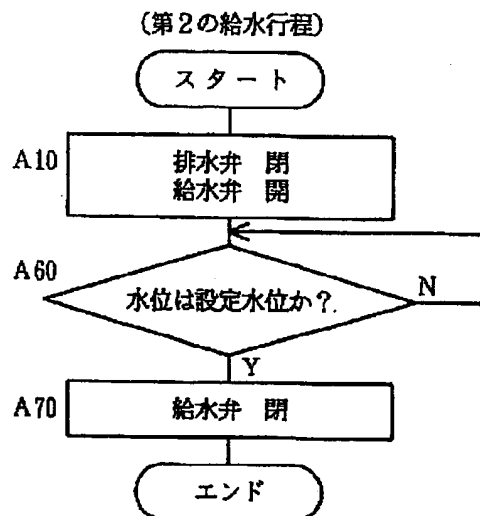 (第2の給水行程)
スタート
A10
排水弁 閉
給水弁 開
A60
水位は設定水位か?
N
Y
A70
給水弁 閉
エンド